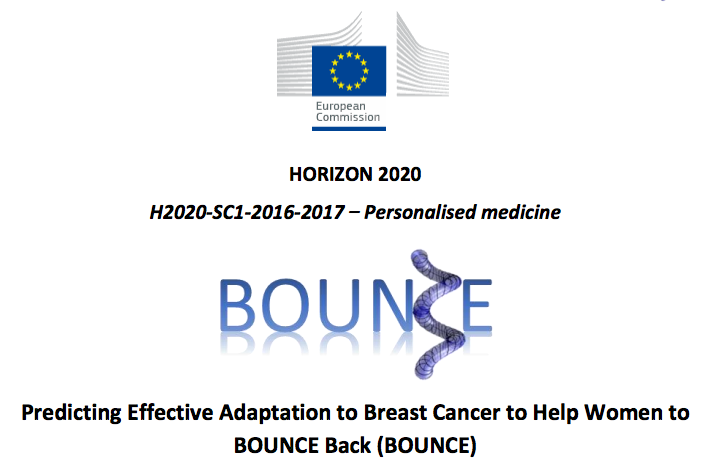 European
Commission
HORIZON 2020
H2020-SC1-2016-2017 – Personalised medicine
BOUNCE
Predicting Effective Adaptation to Breast Cancer to Help Women to
BOUNCE Back (BOUNCE)